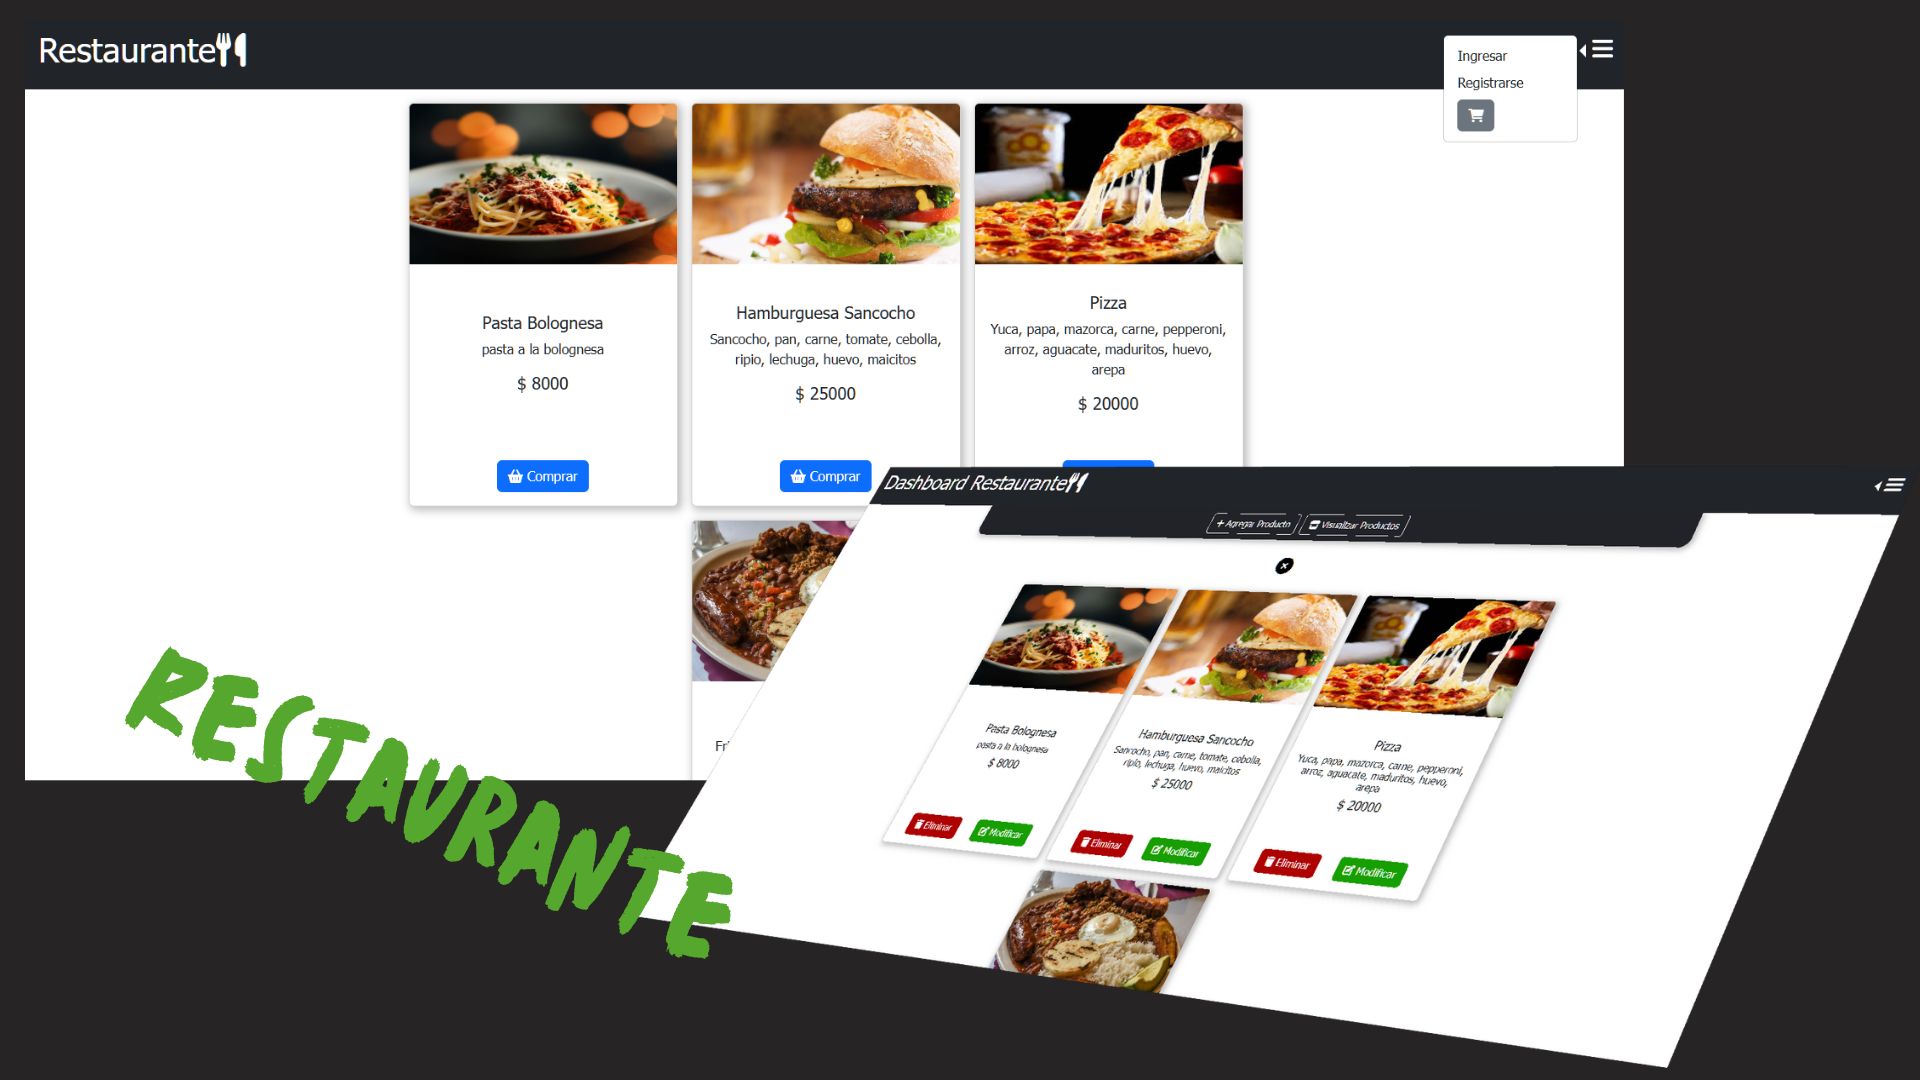 Restaurante
Ingresar
Registrarse
Pasta Bolognesa
pasta a la bolognesa
$ 8000
Comprar
Hamburguesa Sancocho
Sancocho, pan, carne, tomate, cebolla,
ripio, lechuga, huevo, maicitos
$ 25000
Comprar
Pizza
Yuca, papa, mazorca, carne, pepperoni,
arroz, aguacate, maduritos, huevo,
arepa
$ 20000
Fri
Dashboard Restaurante
Agregar Producto
Visualizar Productos
Pasta Bolognesa
pasta a la bolognesa
$ 8000
Eliminar
Modificar
Hamburguesa Sancocho
Sancocho, pan, carne, tomate, cebolla,
ripio, lechuga, huevo, maicitos
$ 25000
Eliminar
Modificar
Pizza
Yuca, papa, mazorca, carne, pepperoni,
arroz, aguacate, maduritos, huevo,
arepa
$ 20000
Eliminar
Modificar
RESTAURANTE